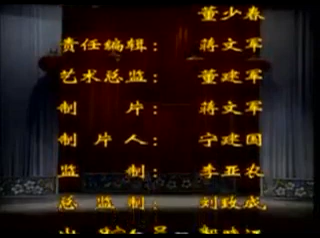 董少春
责任编辑： 蒋文军
艺术总监： 董建军
制片： 蒋文军
制片人： 宁建国
监制： 李亚农
总监制： 刘致成